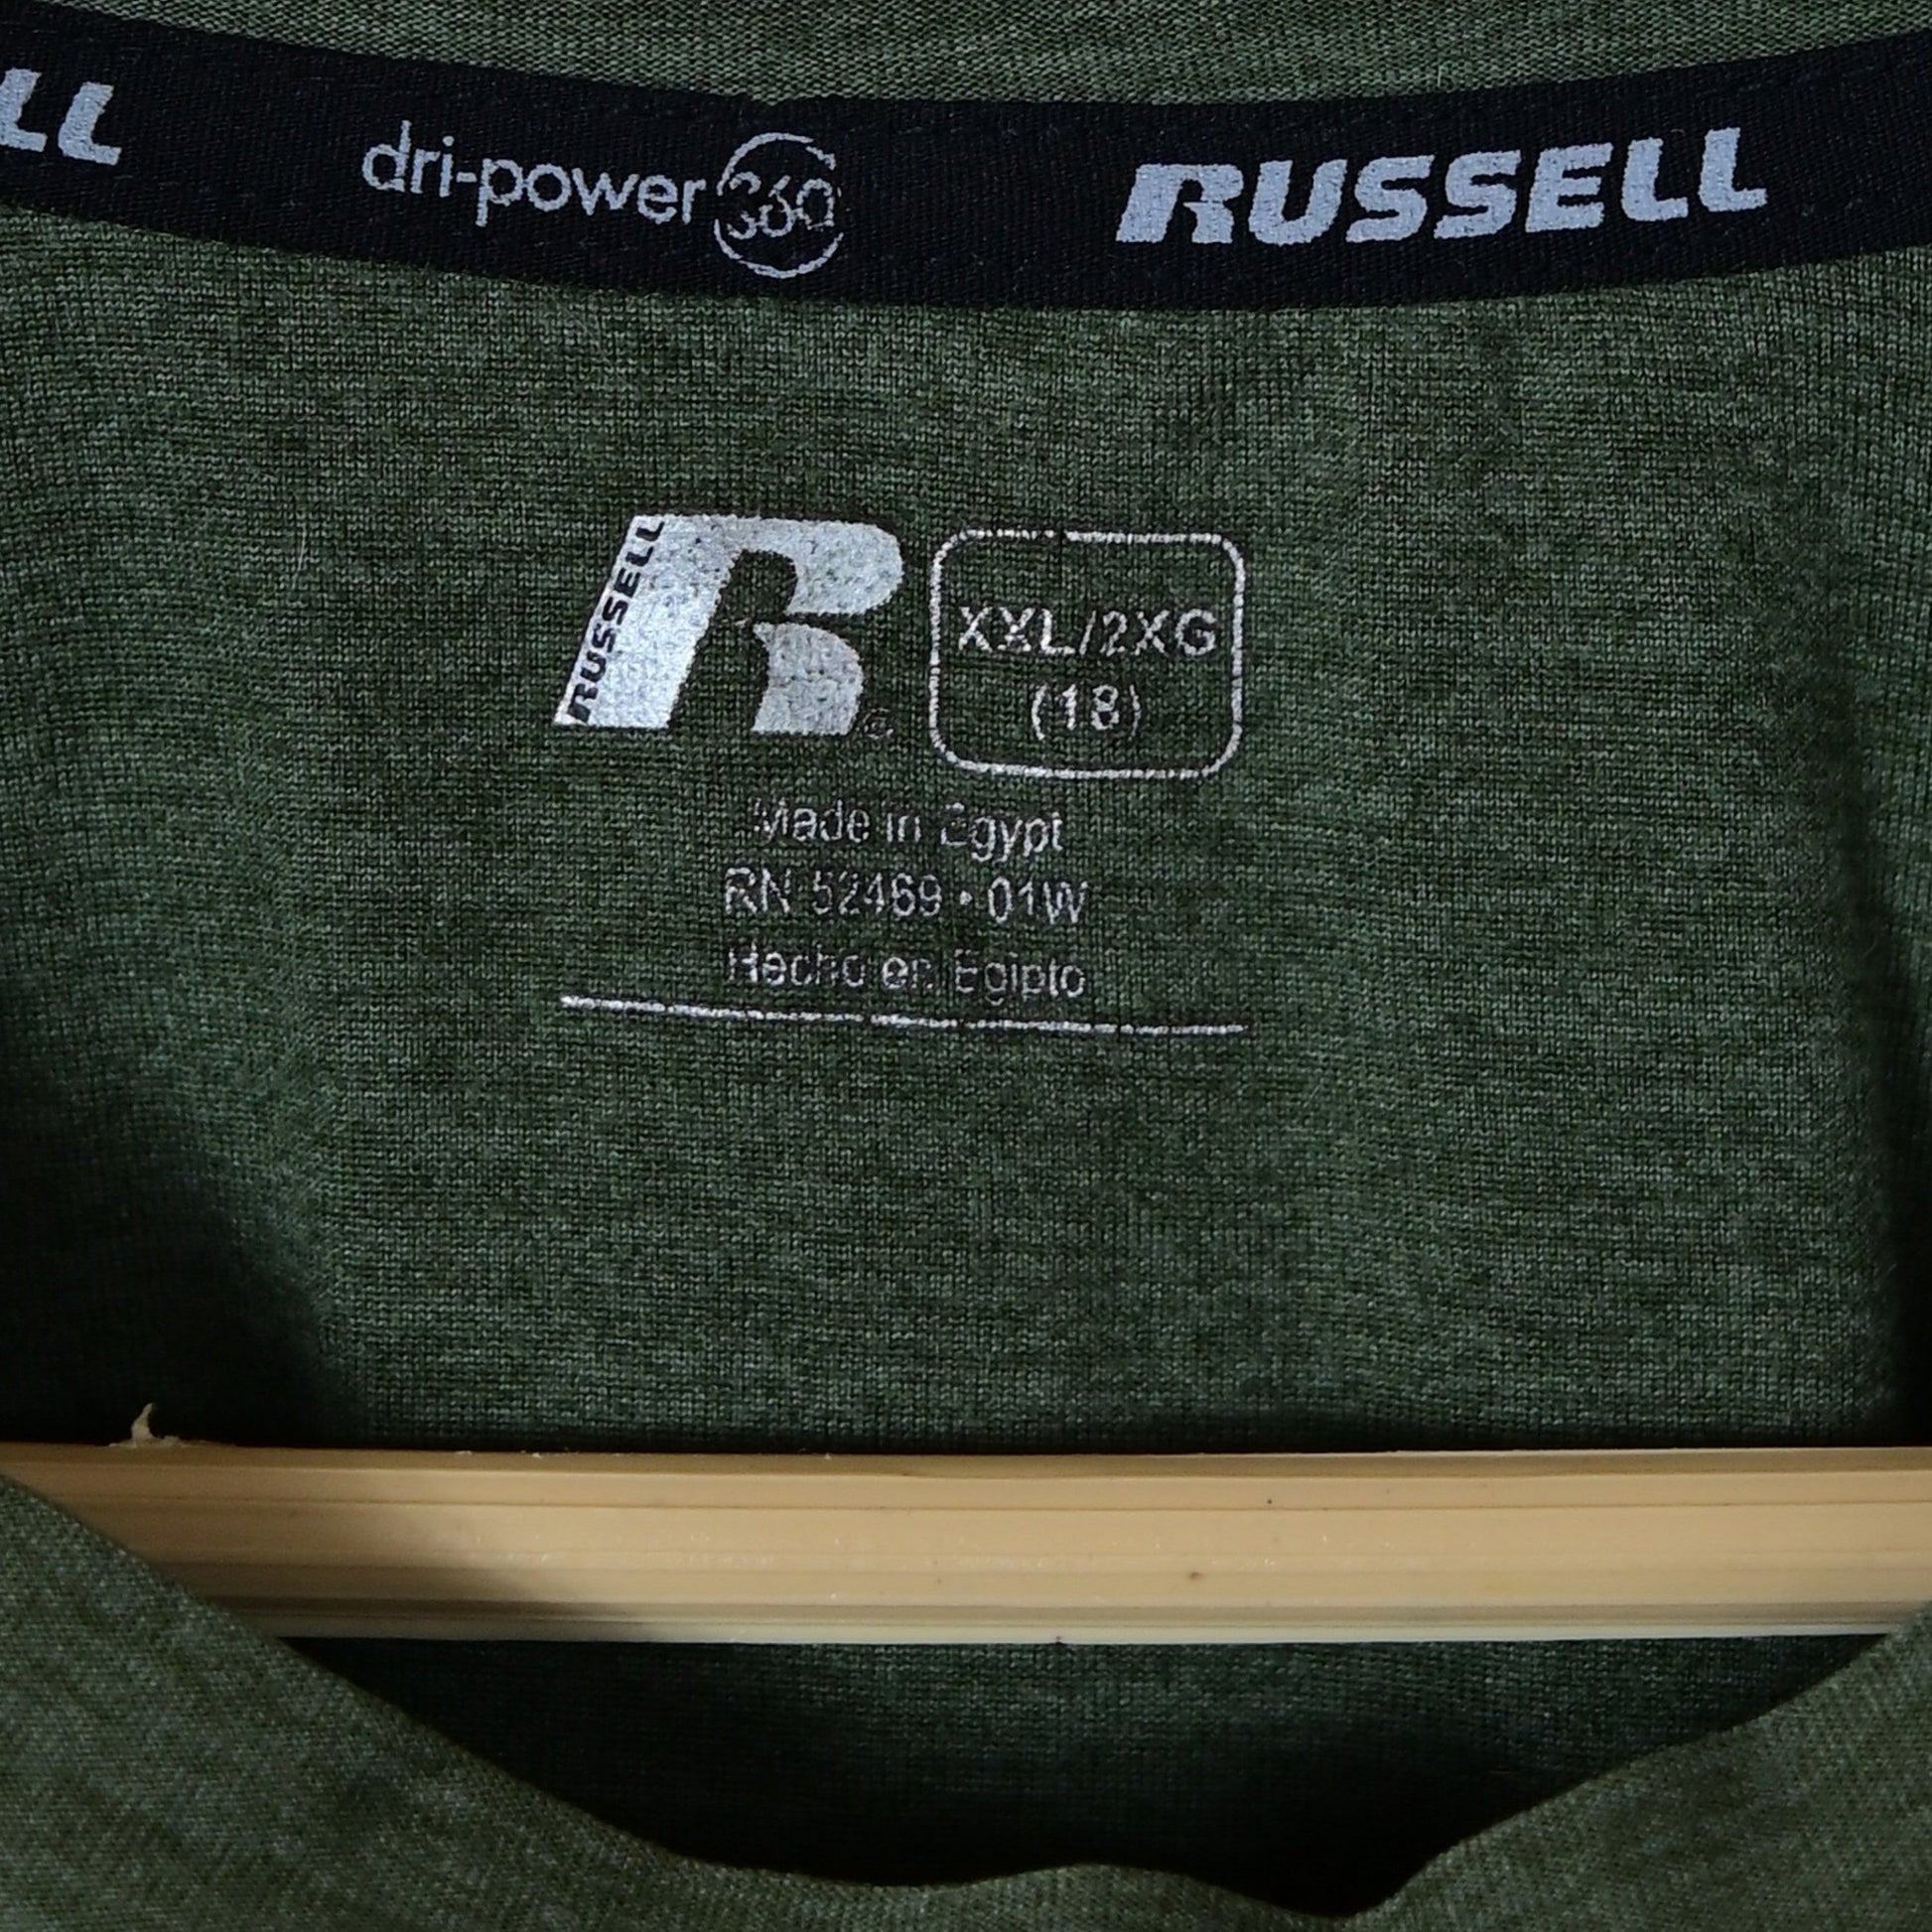 LL dri-power 360 RUSSELL
RUSSELL R
XXL/2XG
(18)
Made in Egypt
RN 52469 • 01W
Hecho en Egipto